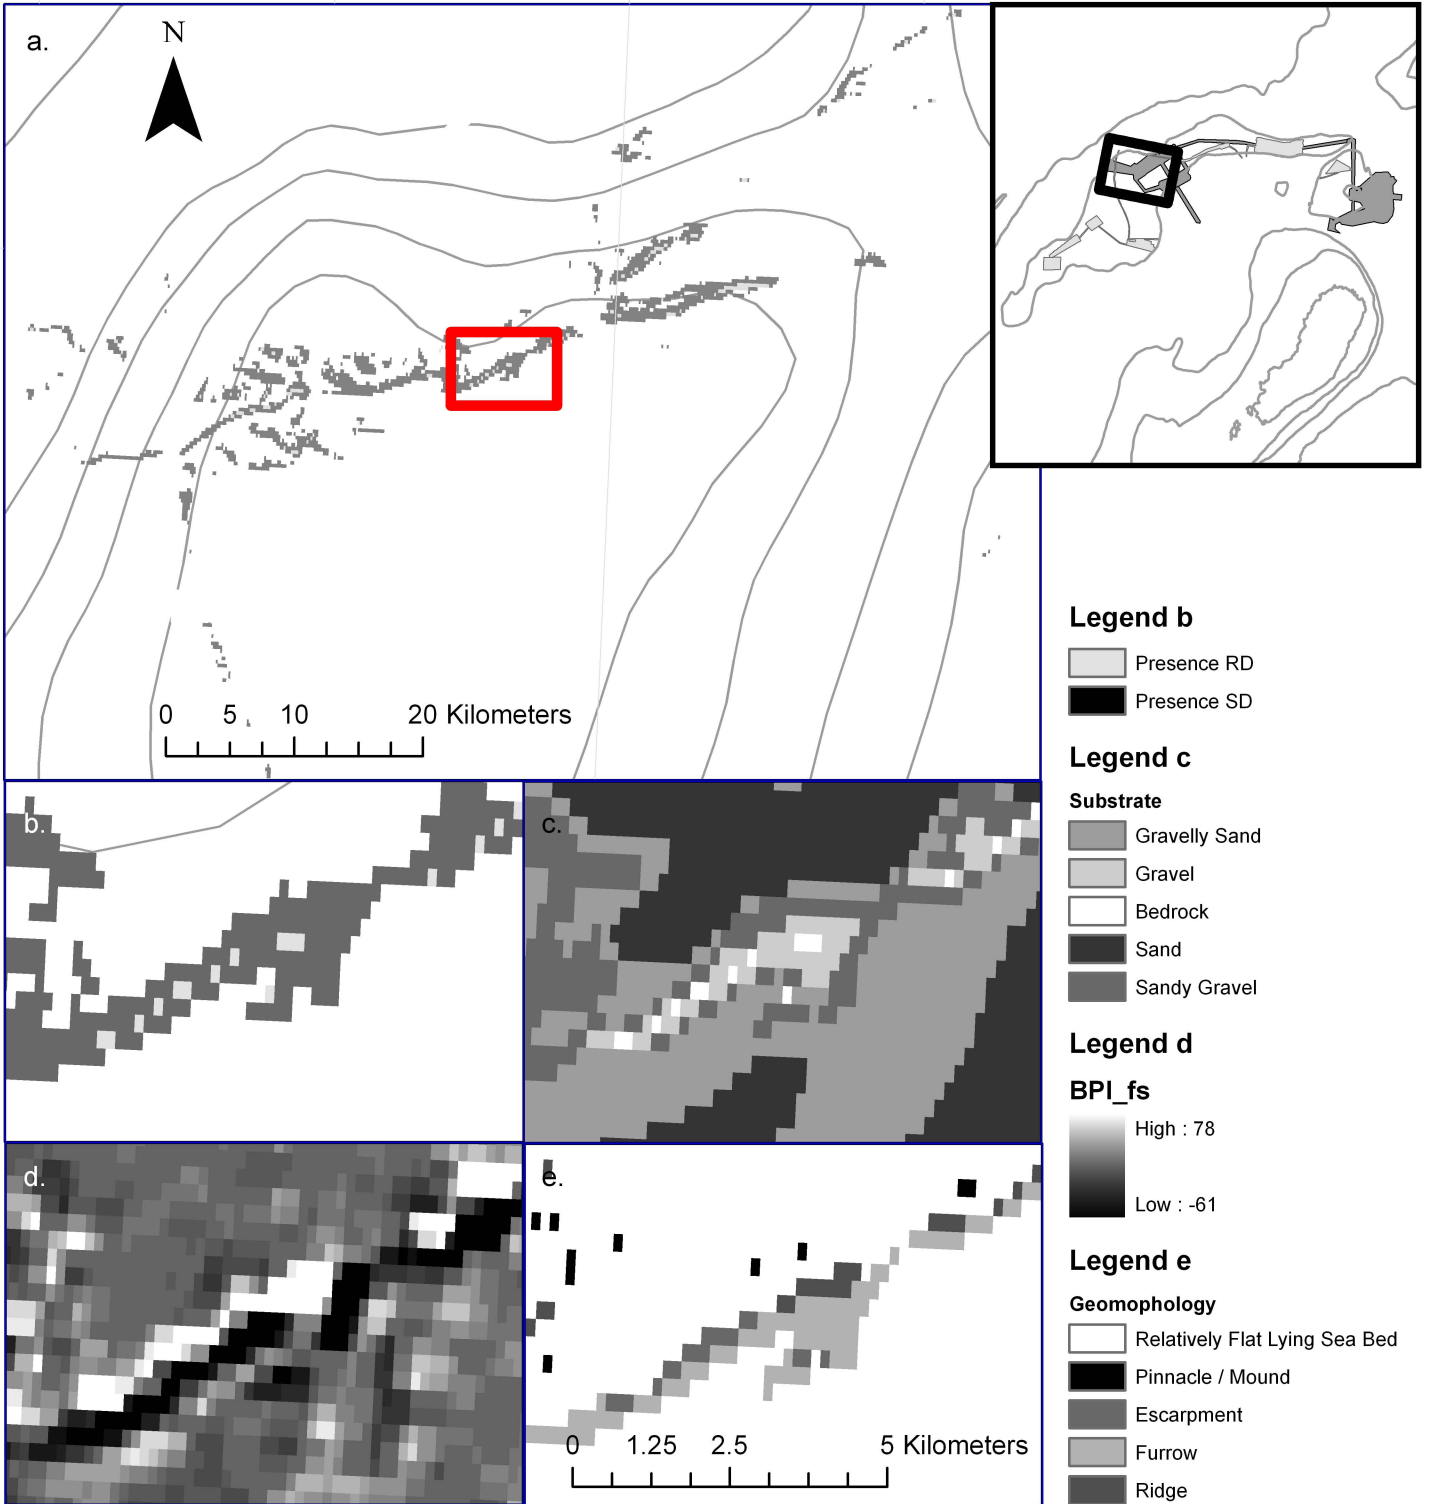 a.
N
0 5 10 20 Kilometers
b.
c.
d.
e.
0 1.25 2.5 5 Kilometers
Legend b
Presence RD
Presence SD
Legend c
Substrate
Gravelly Sand
Gravel
Bedrock
Sand
Sandy Gravel
Legend d
BPI_fs
High : 78
Low : -61
Legend e
Geomophology
Relatively Flat Lying Sea Bed
Pinnacle / Mound
Escarpment
Furrow
Ridge